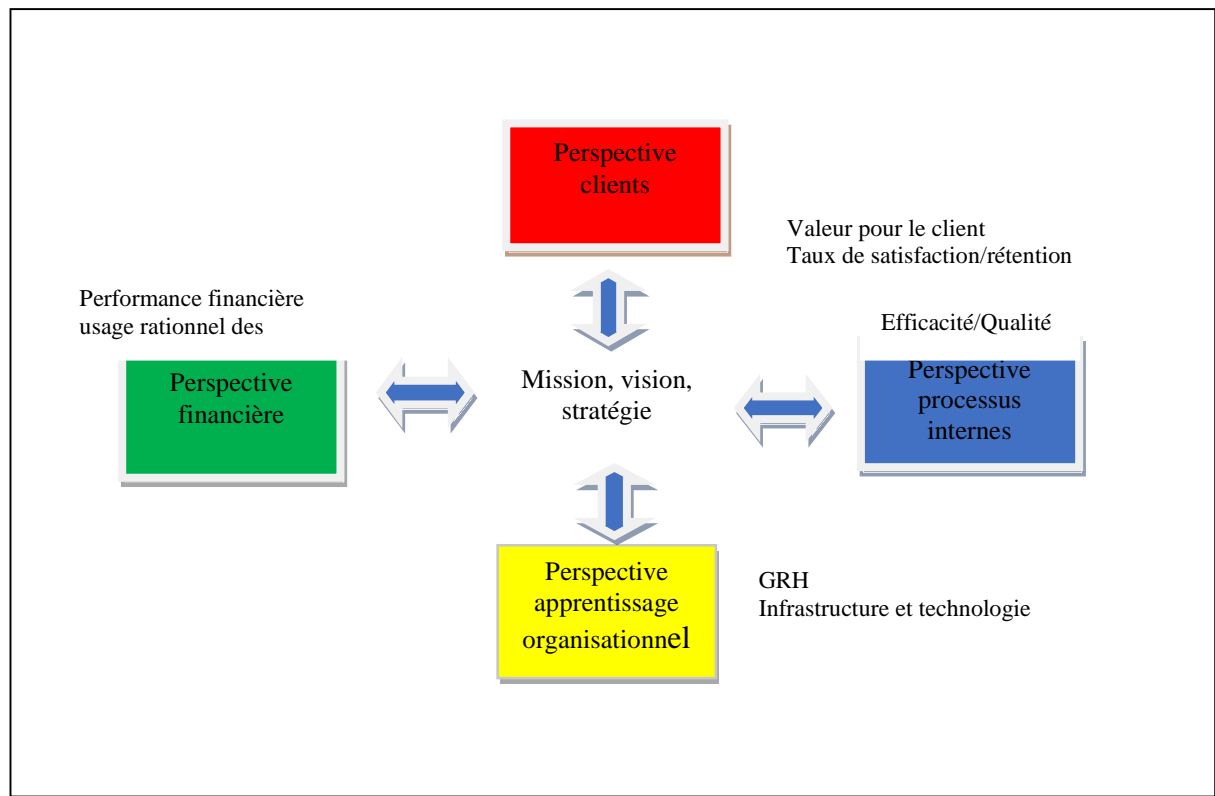 Perspective
clients
Valeur pour le client
Taux de satisfaction/rétention
Performance financière
usage rationnel des
Efficacité/Qualité
Perspective
financière
Mission, vision,
stratégie
Perspective
processus
internes
Perspective
apprentissage
organisationnel
GRH
Infrastructure et technologie